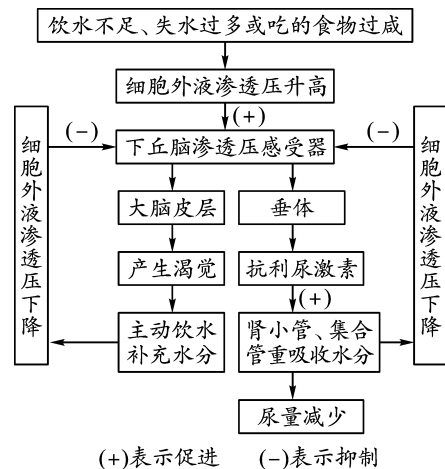 饮水不足、失水过多或吃的食物过咸
细胞外液渗透压升高
(+)
(−)
(−)
下丘脑渗透压感受器
细胞外液渗透压下降
细胞外液渗透压下降
大脑皮层
垂体
产生渴觉
抗利尿激素
(+)
主动饮水
补充水分
肾小管、集合
管重吸收水分
尿量减少
(+)表示促进
(−)表示抑制